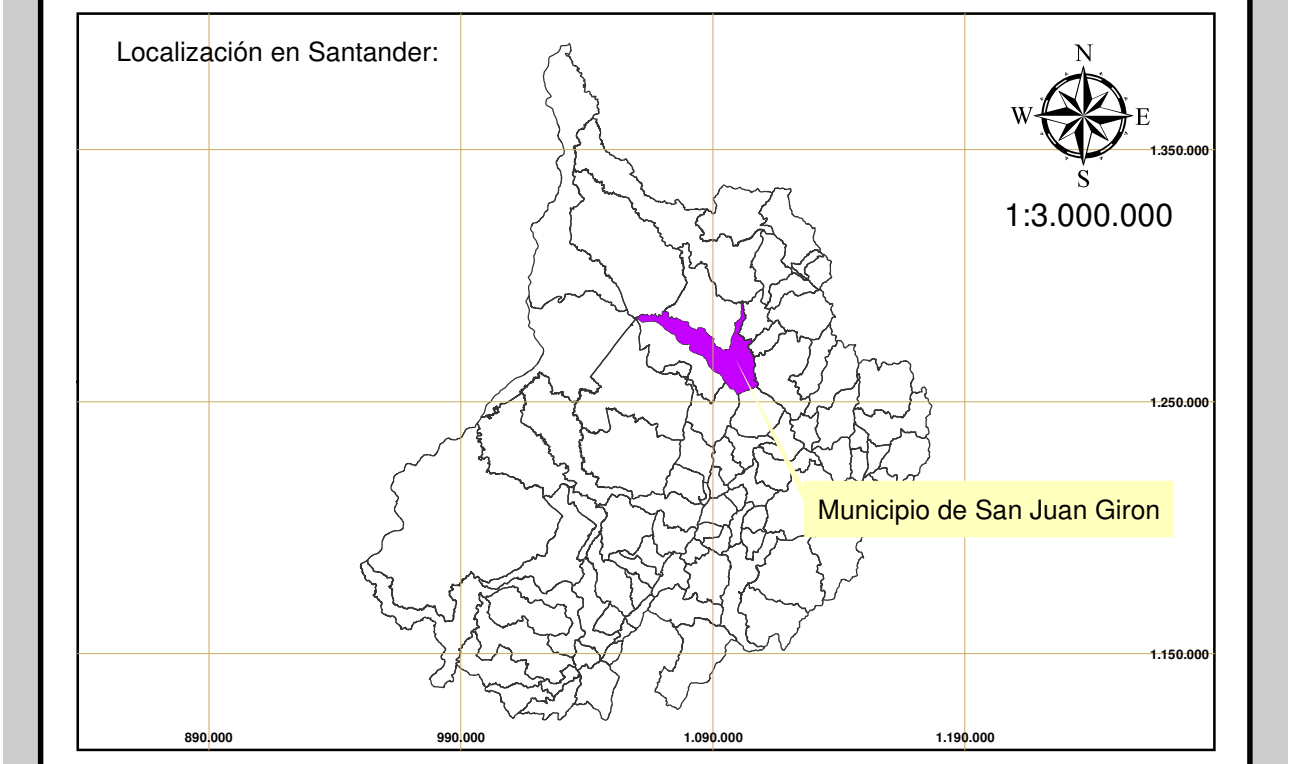 Localización en Santander:
N
W
E
S
1.350.000
1:3.000.000
1.250.000
Municipio de San Juan Giron
1.150.000
890.000
990.000
1.090.000
1.190.000